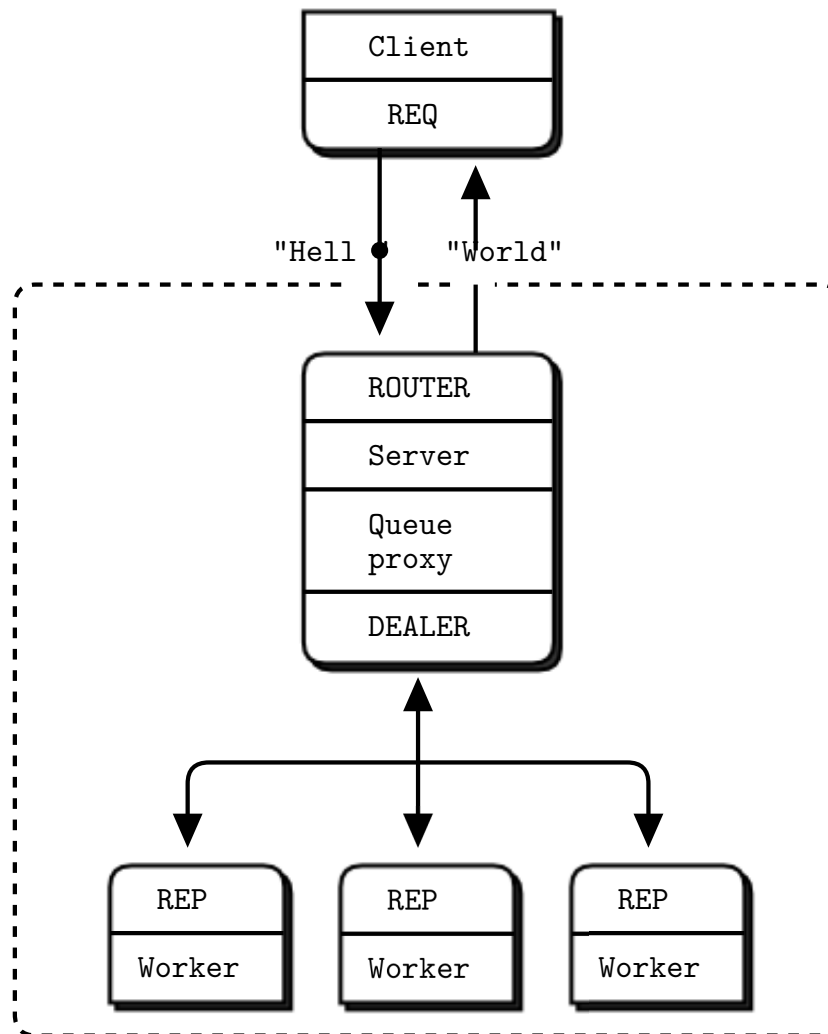 Client
REQ
"Hell "World"
ROUTER
Server
Queue
proxy
DEALER
REP REP REP
Worker Worker Worker